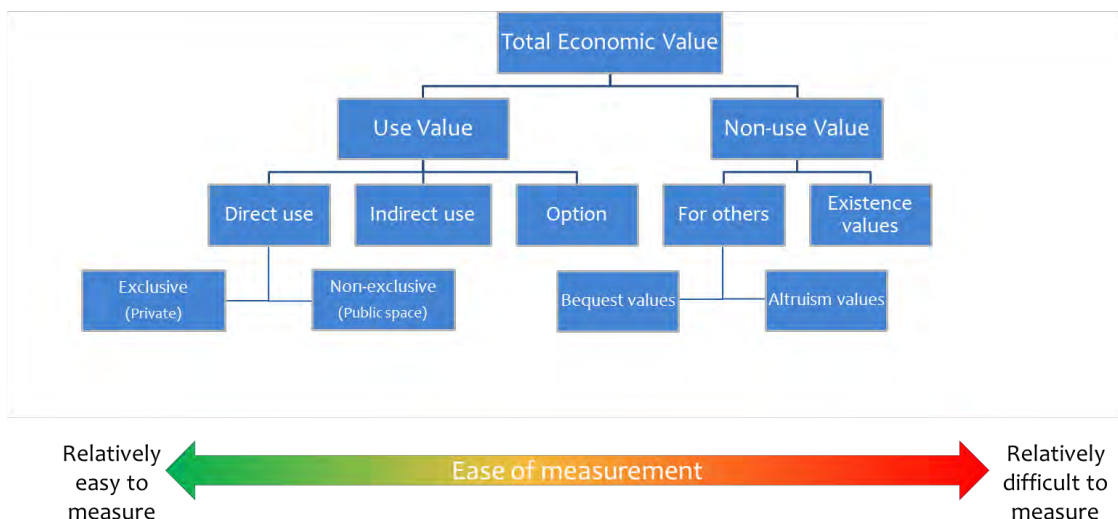 Total Economic Value
Use Value
Non-use Value
Direct use
Indirect use
Option
For others
Existence
values
Exclusive
(Private)
Non-exclusive
(Public space)
Bequest values
Altruism values
Relatively
easy to
measure
Ease of measurement
Relatively
difficult to
measure